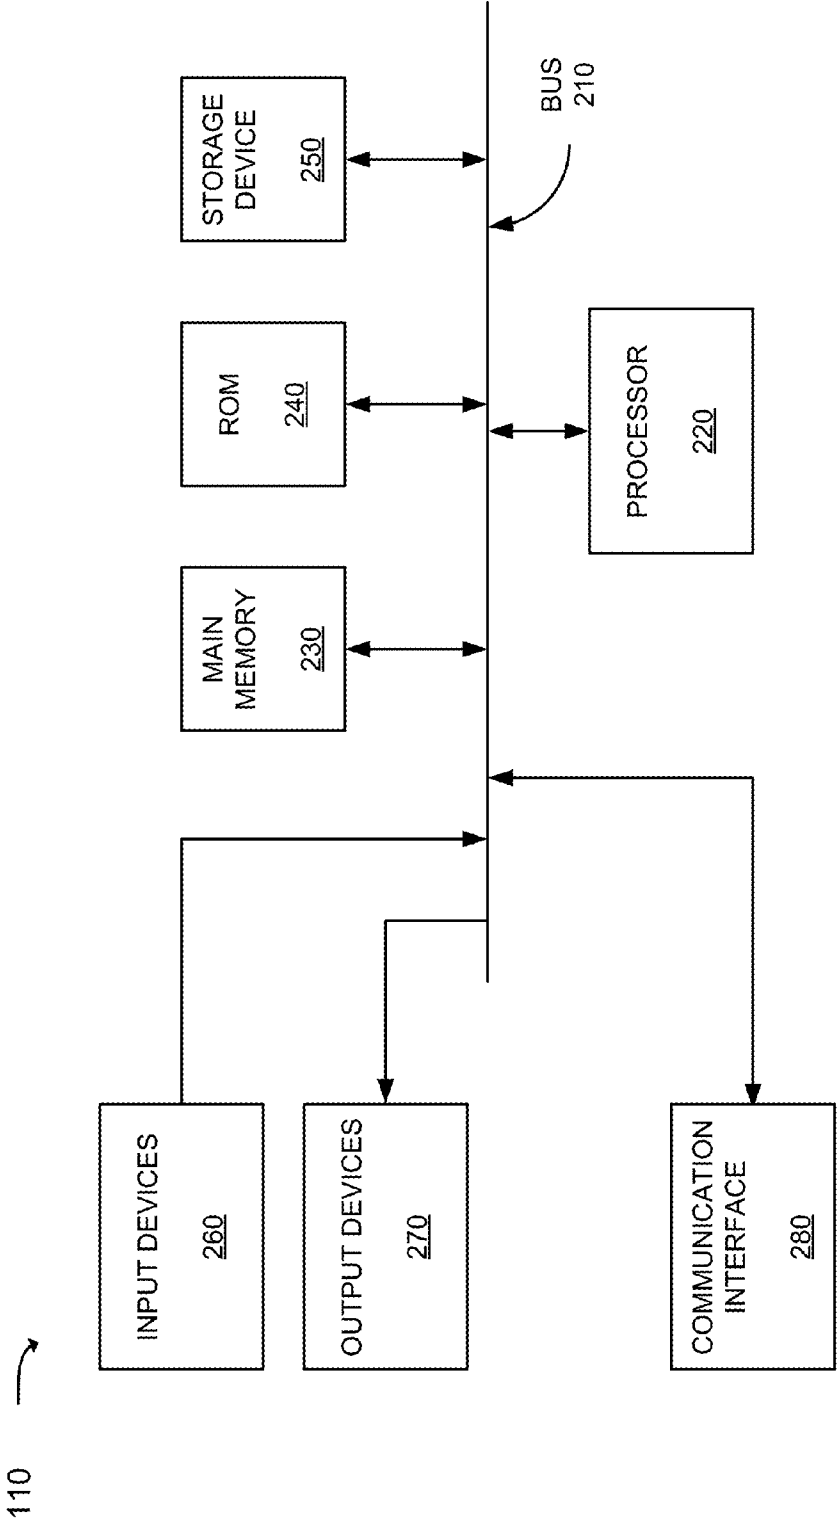 110
INPUT DEVICES
260
OUTPUT DEVICES
270
COMMUNICATION
INTERFACE
280
MAIN
MEMORY
230
ROM
240
STORAGE
DEVICE
250
PROCESSOR
220
BUS
210